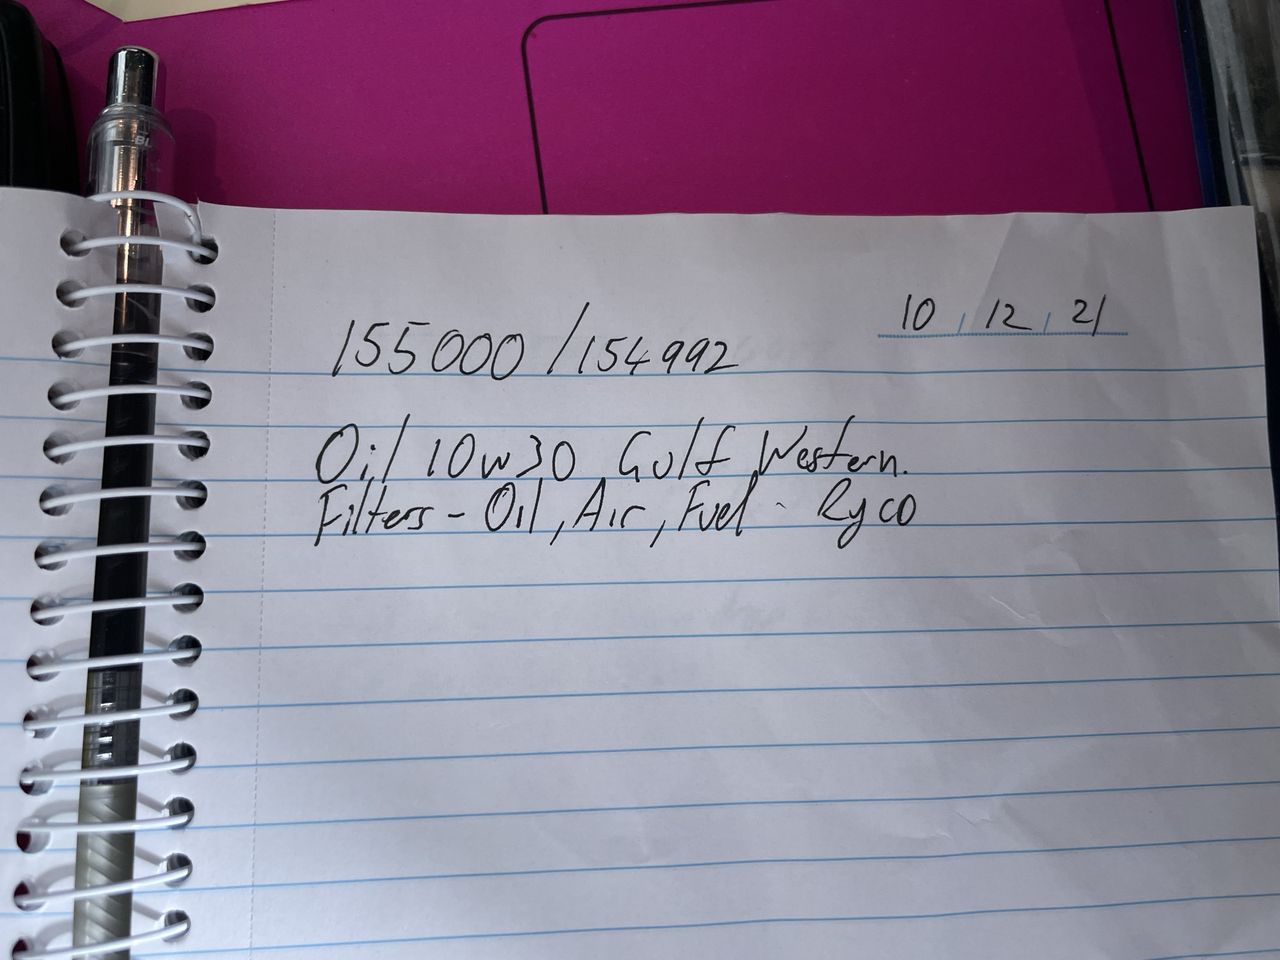 10, 12, 21
155000/154992
Oil 10w30 Gulf Western.
Filters - Oil, Air, Fuel - Ryco